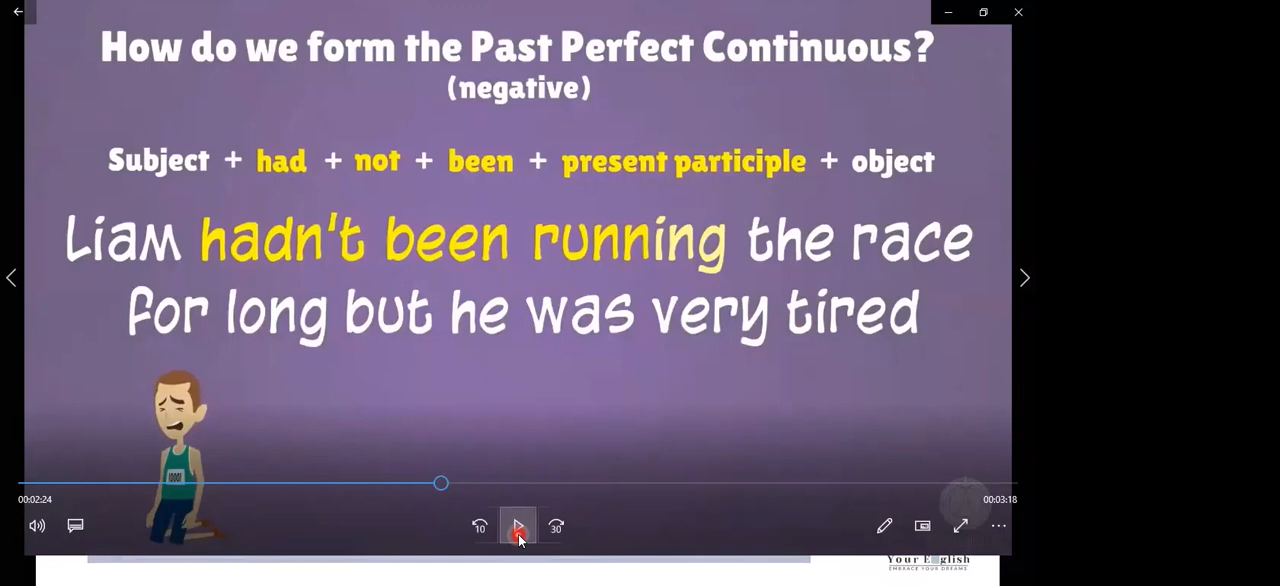 How do we form the Past Perfect Continuous?
(negative)
Subject + had + not + been + present participle + object
Liam hadn't been running the race
for long but he was very tired
00:02:24
00:03:18
10
30
Your English
EMBRACE YOUR DREAMS